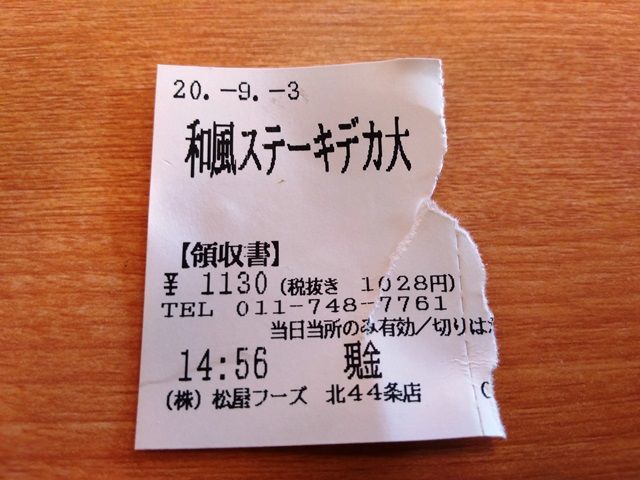 20.-9.-3
和風ステーキデカ大
【領収書】
¥ 1130 (税抜き 1028円)
TEL 011-748-7761
当日当所のみ有効/切りは
14:56 現金
(株) 松屋フーズ 北44条店